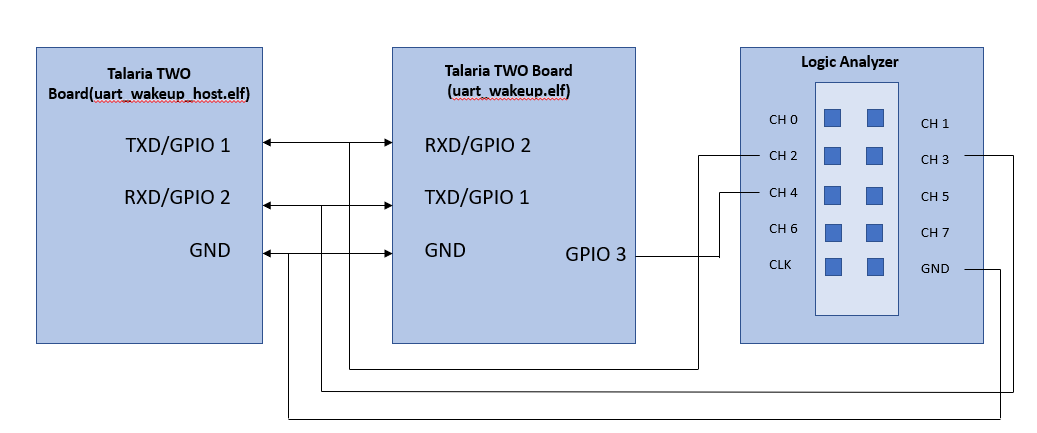 Talaria TWO
Board(uart_wakeup_host.elf)
TXD/GPIO 1
RXD/GPIO 2
GND
Talaria TWO Board
(uart_wakeup.elf)
RXD/GPIO 2
TXD/GPIO 1
GND
GPIO 3
Logic Analyzer
CH 0
CH 1
CH 2
CH 3
CH 4
CH 5
CH 6
CH 7
CLK
GND